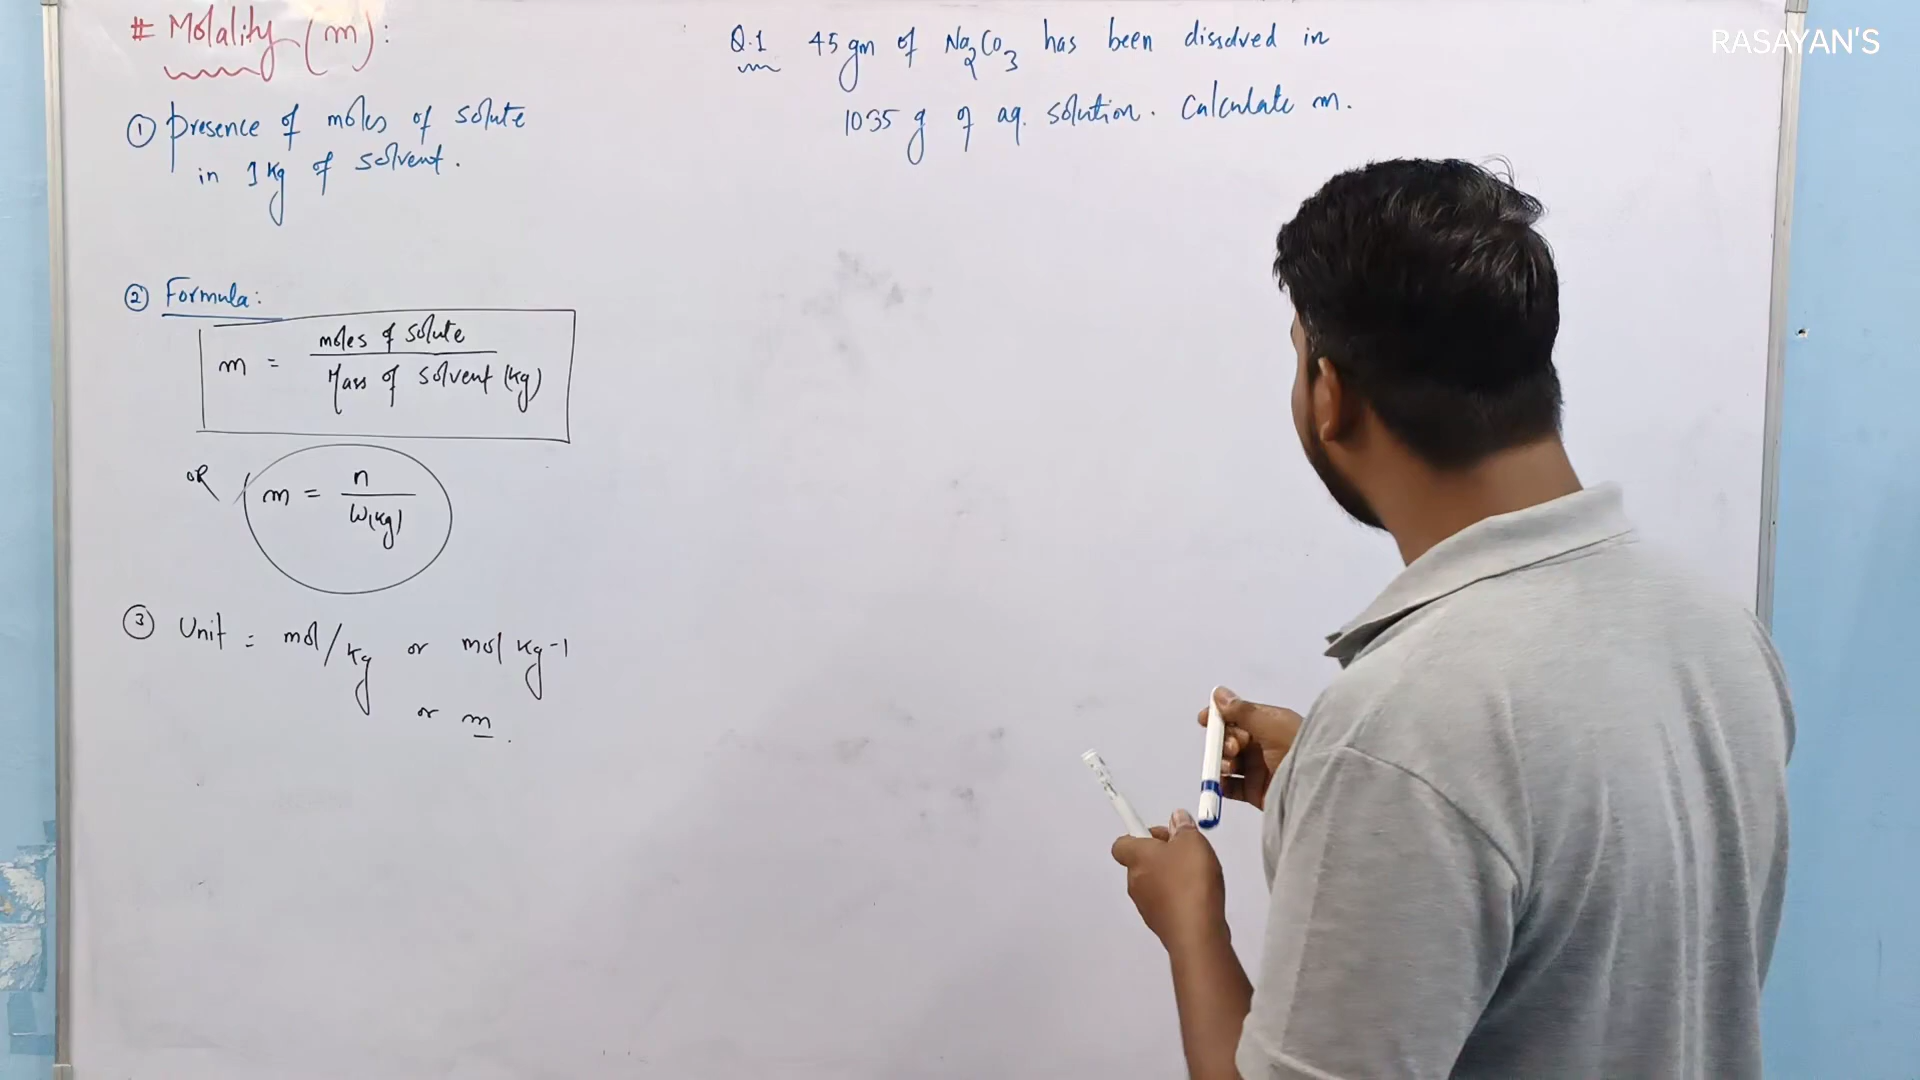 # Molality (m):
① presence of moles of solute
in 1 Kg of solvent.
② Formula:
m = moles of solute
Mass of solvent (Kg)
OR m = n
W(Kg)
③ Unit = mol/Kg or mol Kg-1
or m.
Q.1 45 gm of Na2CO3 has been dissolved in
1035 g of aq. solution. Calculate m.
RASAYAN'S